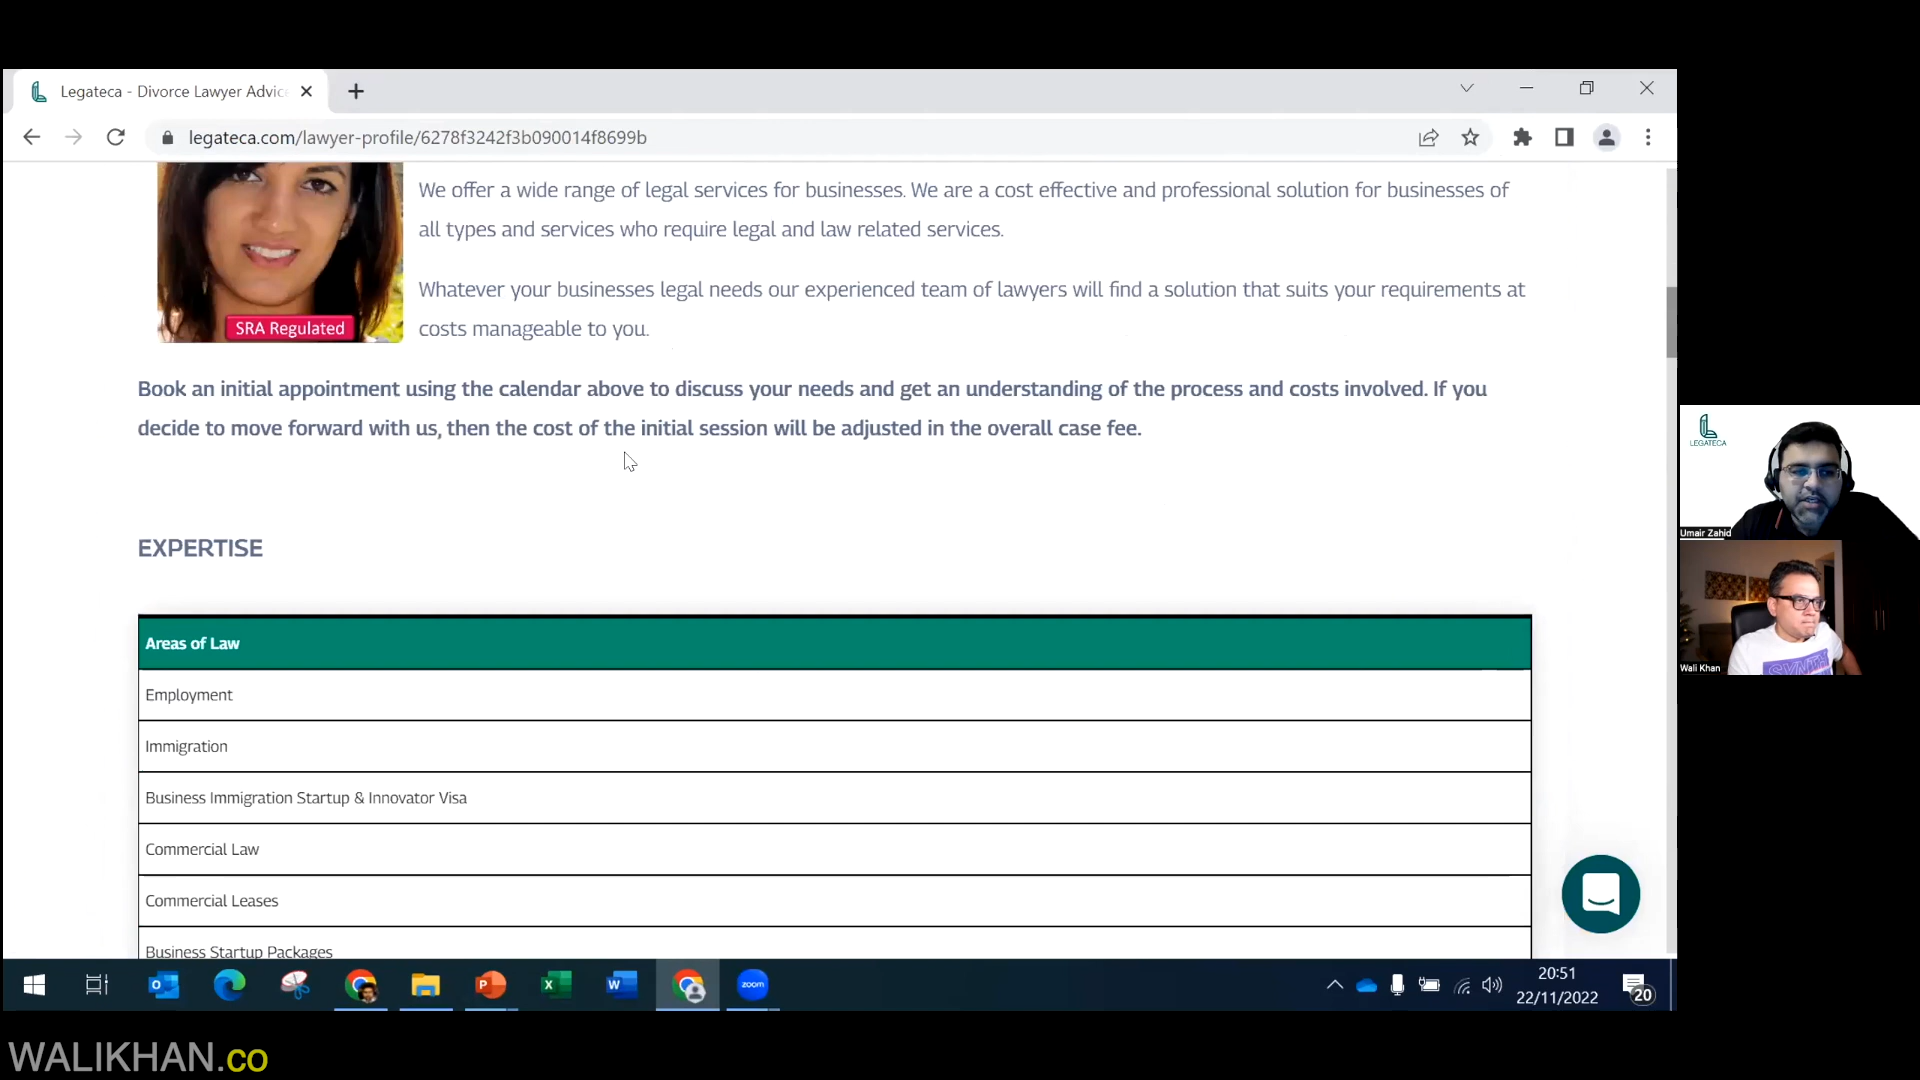 Legateca - Divorce Lawyer Advic
legateca.com/lawyer-profile/6278f3242f3b090014f8699b
We offer a wide range of legal services for businesses. We are a cost effective and professional solution for businesses of
all types and services who require legal and law related services.
Whatever your businesses legal needs our experienced team of lawyers will find a solution that suits your requirements at
costs manageable to you.
SRA Regulated
Book an initial appointment using the calendar above to discuss your needs and get an understanding of the process and costs involved. If you
decide to move forward with us, then the cost of the initial session will be adjusted in the overall case fee.
EXPERTISE
Areas of Law
Employment
Immigration
Business Immigration Startup & Innovator Visa
Commercial Law
Commercial Leases
Business Startup Packages
LEGATECA
Umair Zahid
SYNTH
Wali Khan
zoom
20:51
22/11/2022
20
WALIKHAN.co